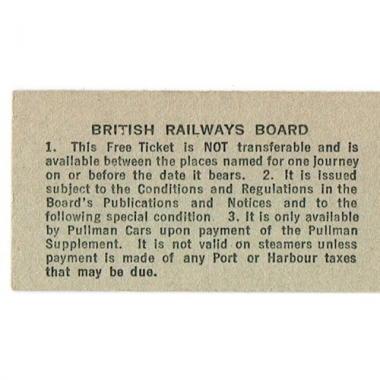 BRITISH RAILWAYS BOARD
1. This Free Ticket is NOT transferable and is
available between the places named for one journey
on or before the date it bears. 2. It is issued
subject to the Conditions and Regulations in the
Board's Publications and Notices and to the
following special condition 3. It is only available
by Pullman Cars upon payment of the Pullman
Supplement. It is not valid on steamers unless
payment is made of any Port or Harbour taxes
that may be due.